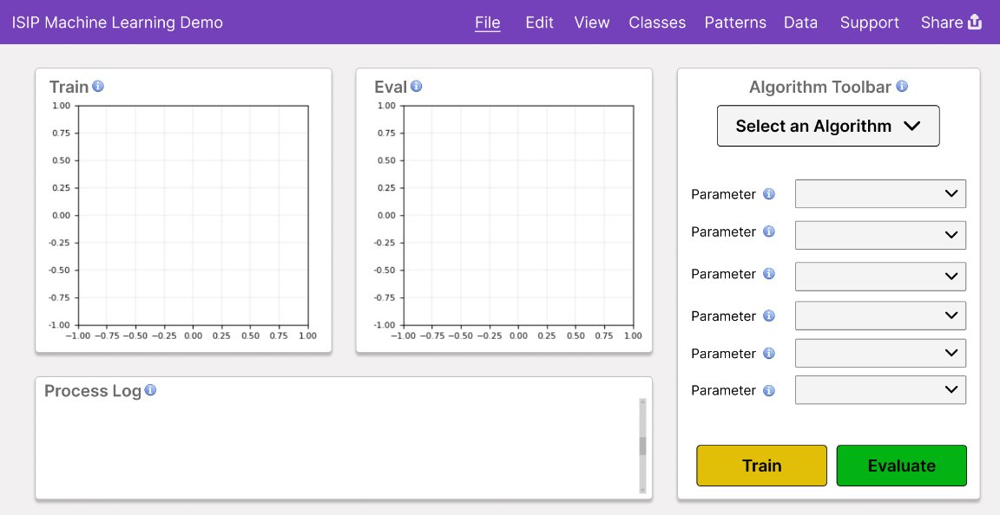 ISIP Machine Learning Demo File Edit View Classes Patterns Data Support Share
Train
1.00
0.75
0.50
0.25
0.00
-0.25
-0.50
-0.75
-1.00
−1.00 −0.75 −0.50 −0.25 0.00 0.25 0.50 0.75 1.00
Eval
1.00
0.75
0.50
0.25
0.00
-0.25
-0.50
-0.75
-1.00
−1.00 −0.75 −0.50 −0.25 0.00 0.25 0.50 0.75 1.00
Process Log
Algorithm Toolbar
Select an Algorithm
Parameter
Parameter
Parameter
Parameter
Parameter
Parameter
Train Evaluate